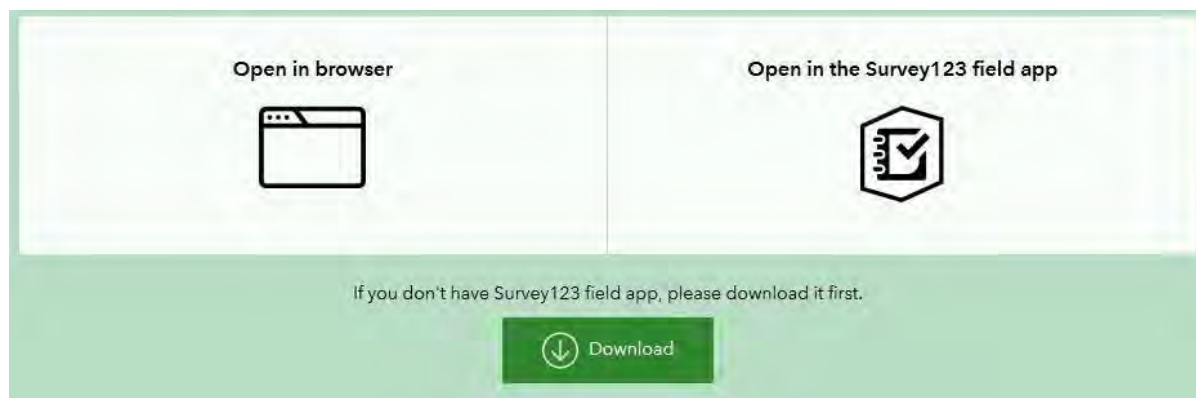 Open in browser
Open in the Survey123 field app
If you don't have Survey123 field app, please download it first.
Download